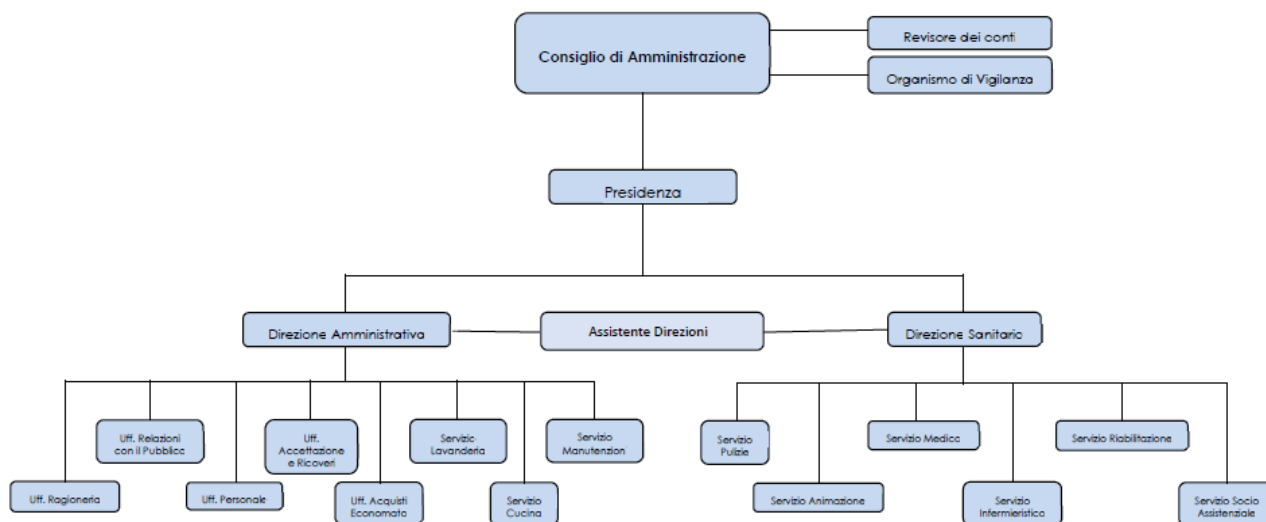 Consiglio di Amministrazione
Revisore dei conti
Organismo di Vigilanza
Presidenza
Direzione Amministrativa
Assistente Direzioni
Direzione Sanitario
Uff. Relazioni
con il Pubblico
Uff.
Accettazione
e Ricoveri
Servizio
Lavanderia
Servizio
Manutenzioni
Servizio
Pulizie
Servizio Medico
Servizio Riabilitazione
Uff. Ragioneria
Uff. Personale
Uff. Acquisti
Economato
Servizio
Cucina
Servizio Animazione
Servizio
Infermieristico
Servizio Socio
Assistenziale